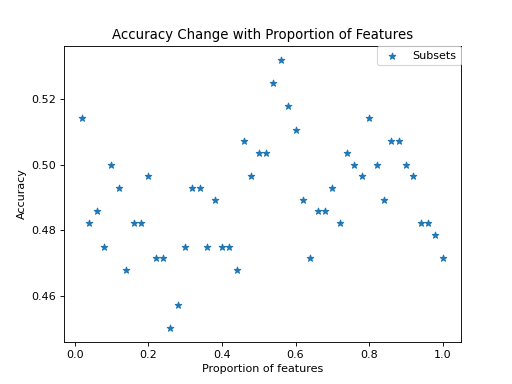 Accuracy Change with Proportion of Features
Subsets
0.52
0.50
0.48
0.46
Accuracy
0.0 0.2 0.4 0.6 0.8 1.0
Proportion of features